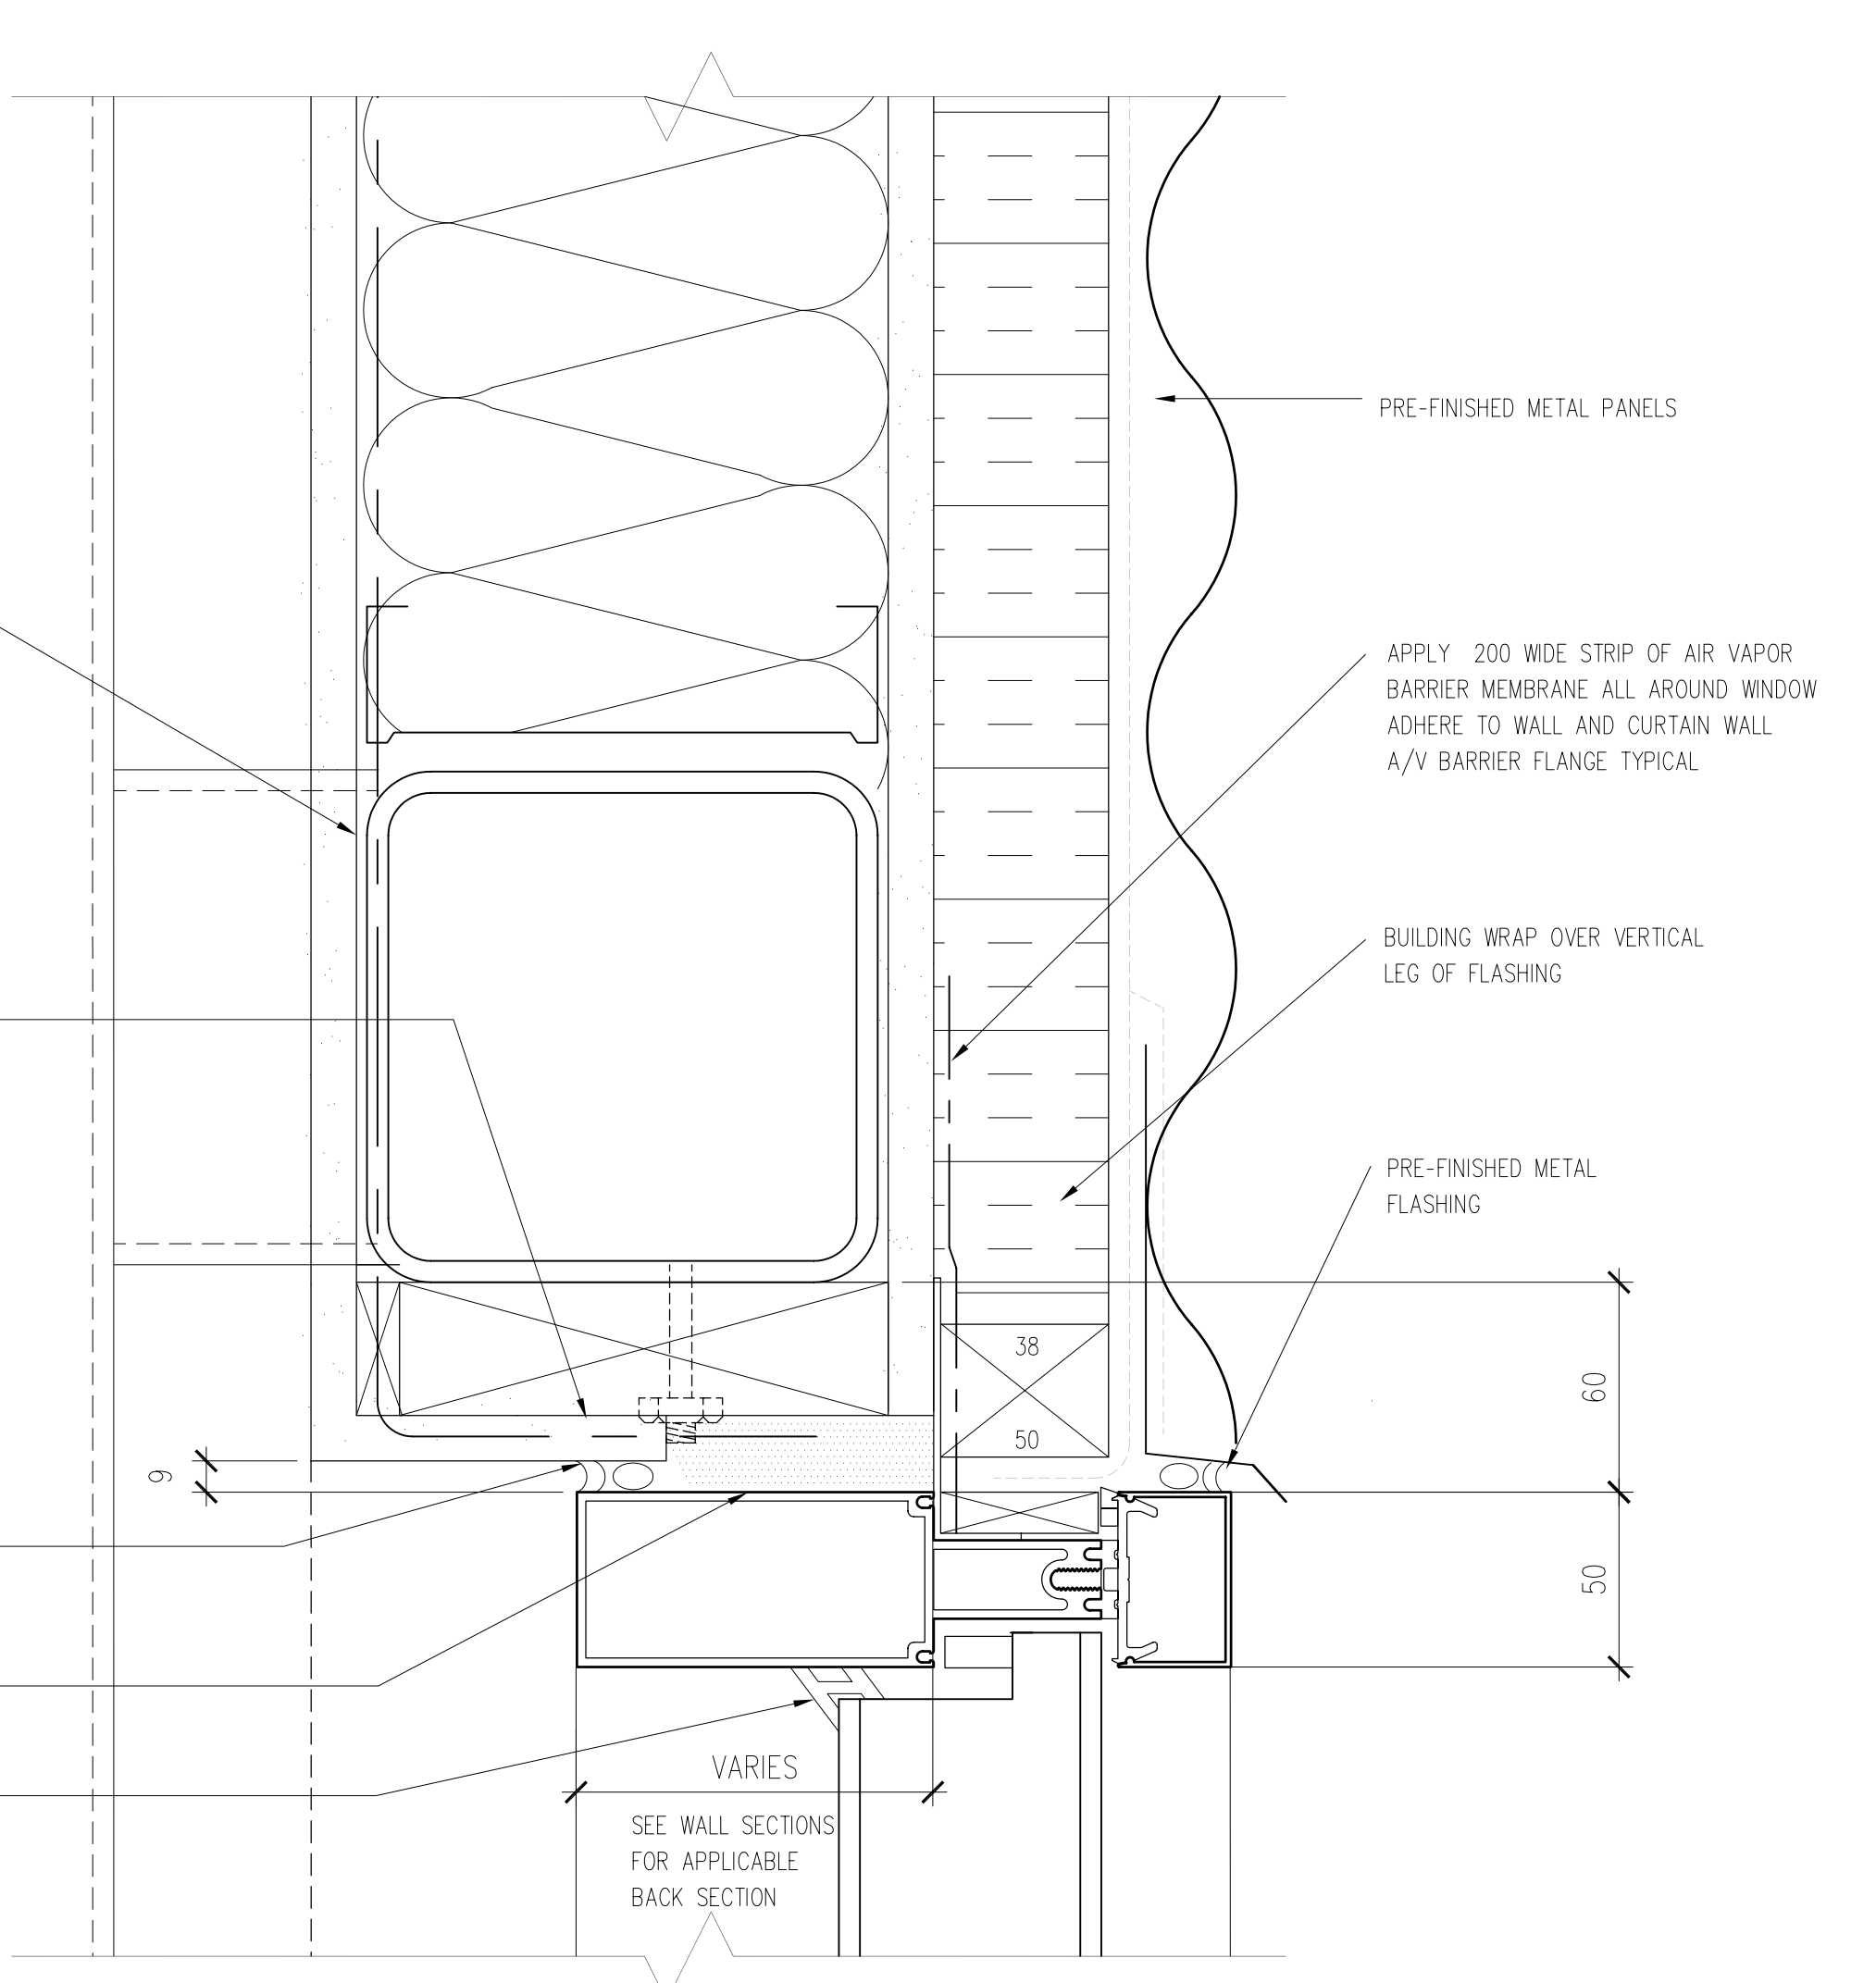 PRE-FINISHED METAL PANELS
APPLY 200 WIDE STRIP OF AIR VAPOR
BARRIER MEMBRANE ALL AROUND WINDOW
ADHERE TO WALL AND CURTAIN WALL
A/V BARRIER FLANGE TYPICAL
BUILDING WRAP OVER VERTICAL
LEG OF FLASHING
PRE-FINISHED METAL
FLASHING
38
50
60
9
50
VARIES
SEE WALL SECTIONS
FOR APPLICABLE
BACK SECTION